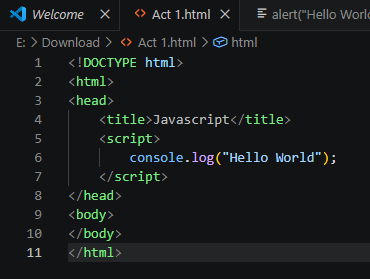 Welcome Act 1.html × alert("Hello Worl
E: > Download > Act 1.html > html
1 <!DOCTYPE html>
2 <html>
3 <head>
4 <title>Javascript</title>
5 <script>
6 console.log("Hello World");
7 </script>
8 </head>
9 <body>
10 </body>
11 </html>